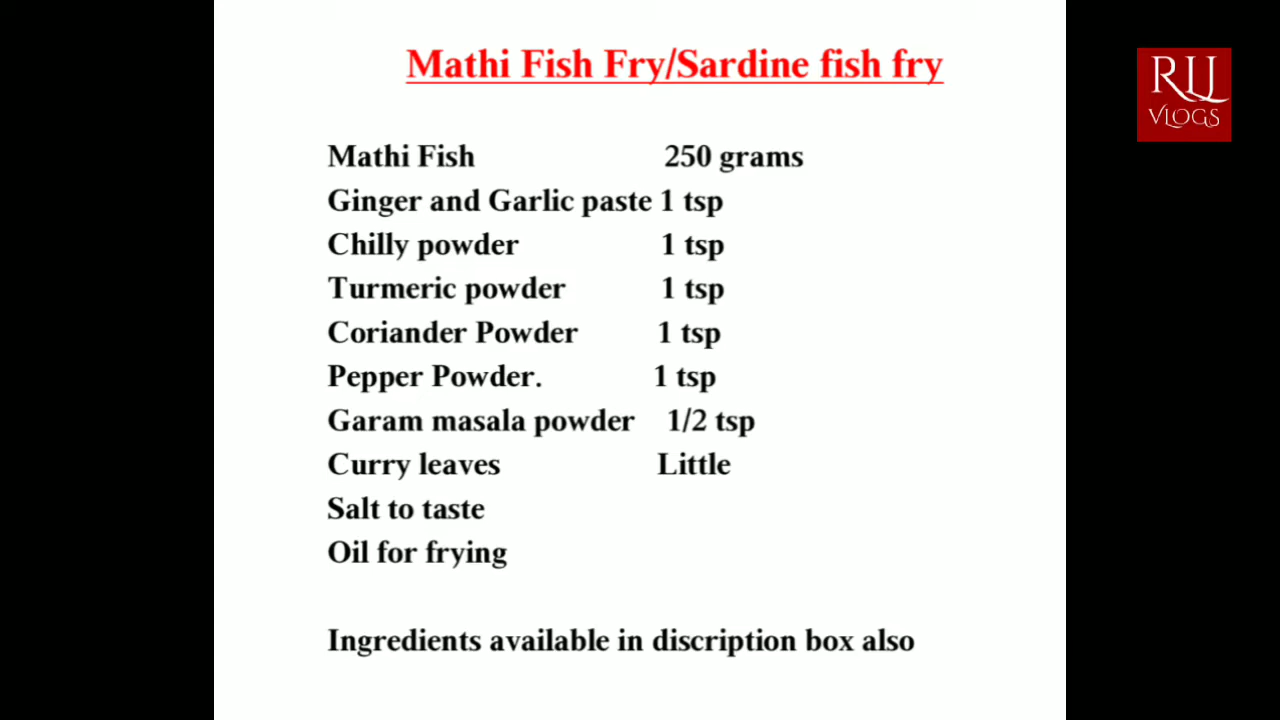 Mathi Fish Fry/Sardine fish fry
RIJ
VLOGS
Mathi Fish 250 grams
Ginger and Garlic paste 1 tsp
Chilly powder 1 tsp
Turmeric powder 1 tsp
Coriander Powder 1 tsp
Pepper Powder. 1 tsp
Garam masala powder 1/2 tsp
Curry leaves Little
Salt to taste
Oil for frying
Ingredients available in discription box also